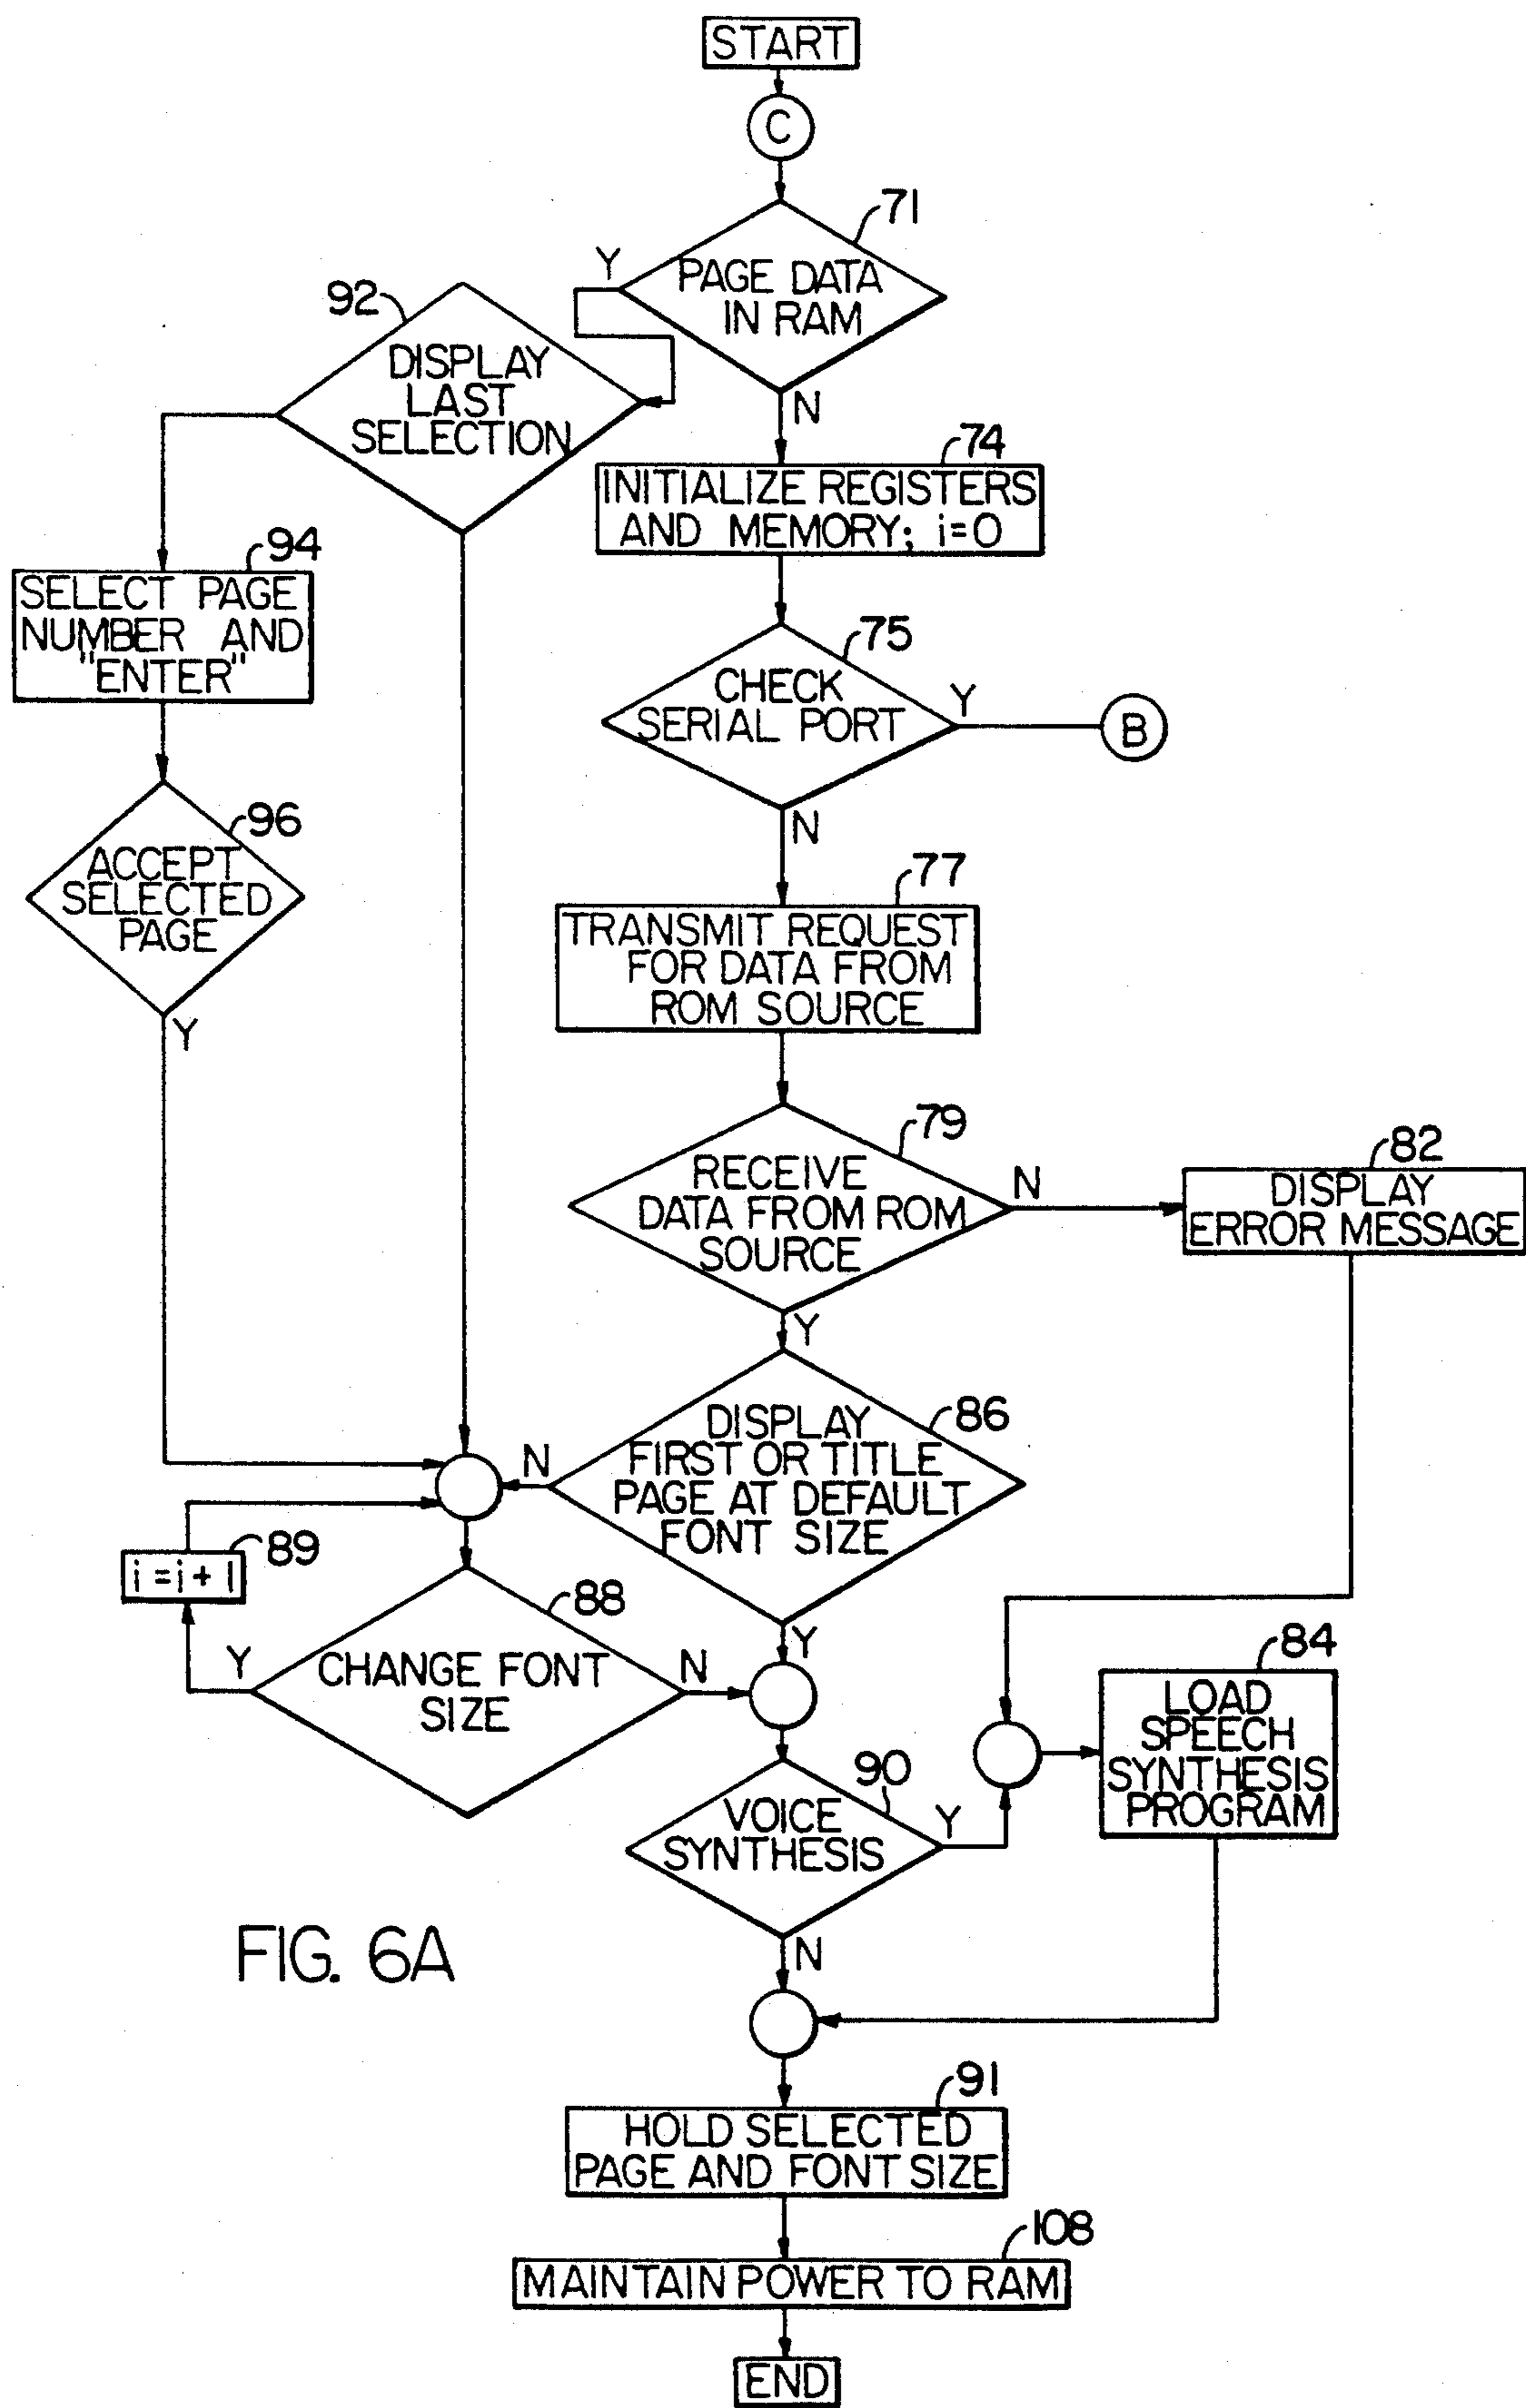 START
C
71
Y
PAGE DATA
IN RAM
N
92
DISPLAY
LAST
SELECTION
74
INITIALIZE REGISTERS
AND MEMORY; i=0
94
SELECT PAGE
NUMBER AND
"ENTER"
75
CHECK
SERIAL PORT
Y
B
N
96
ACCEPT
SELECTED
PAGE
Y
77
TRANSMIT REQUEST
FOR DATA FROM
ROM SOURCE
79
RECEIVE
DATA FROM ROM
SOURCE
N
82
DISPLAY
ERROR MESSAGE
Y
86
DISPLAY
FIRST OR TITLE
PAGE AT DEFAULT
FONT SIZE
N
Y
89
i=i+1
88
CHANGE FONT
SIZE
Y
N
84
LOAD
SPEECH
SYNTHESIS
PROGRAM
90
VOICE
SYNTHESIS
Y
N
FIG. 6A
91
HOLD SELECTED
PAGE AND FONT SIZE
108
MAINTAIN POWER TO RAM
END